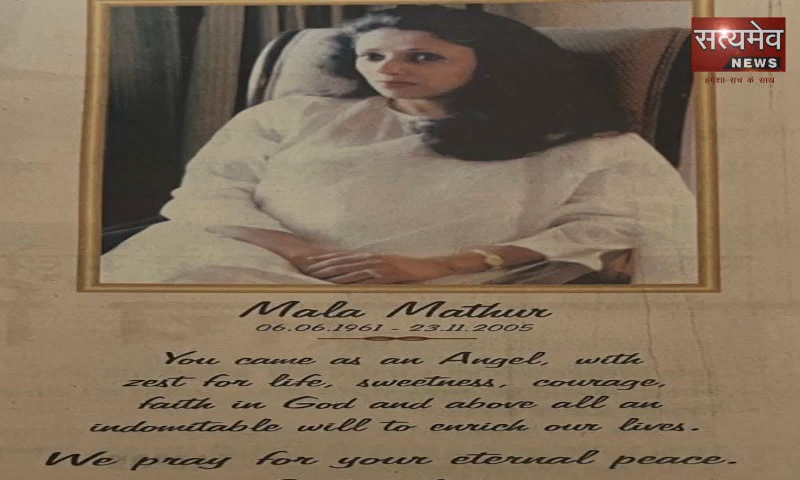 सत्यमेव
NEWS
हमेशा सच के साथ
Mala Mathur
06.06.1961 - 23.11.2005
You came as an Angel, with
zest for life, sweetness, courage,
faith in God and above all an
indomitable will to enrich our lives.
We pray for your eternal peace.